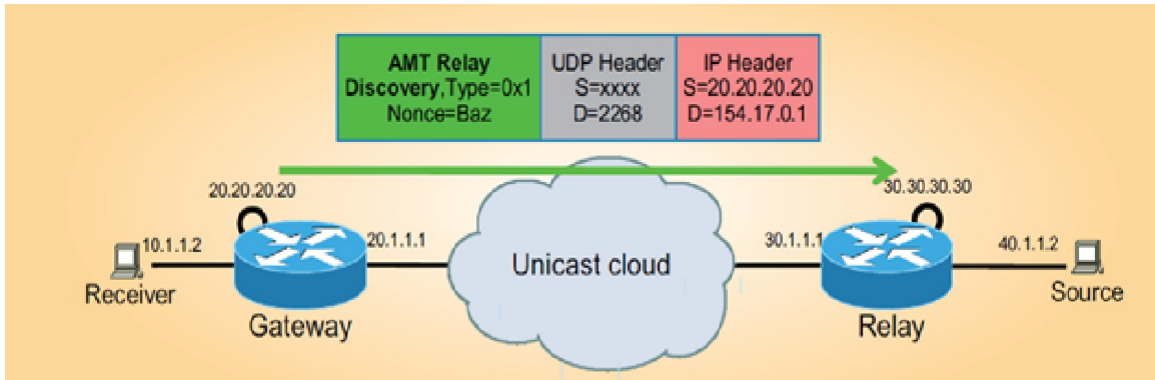 AMT Relay
Discovery,Type=0x1
Nonce=Baz
UDP Header
S=xxxx
D=2268
IP Header
S=20.20.20.20
D=154.17.0.1
20.20.20.20
30.30.30.30
10.1.1.2
20.1.1.1
30.1.1.1
40.1.1.2
Unicast cloud
Receiver
Source
Gateway
Relay